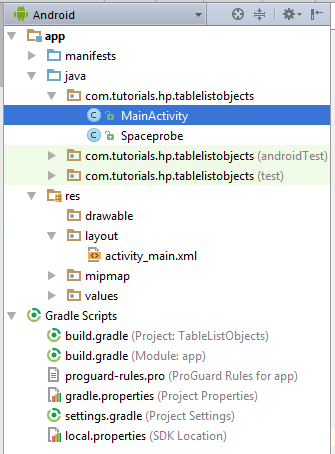 Android
app
manifests
java
com.tutorials.hp.tablelistobjects
C MainActivity
C Spaceprobe
com.tutorials.hp.tablelistobjects (androidTest)
com.tutorials.hp.tablelistobjects (test)
res
drawable
layout
activity_main.xml
mipmap
values
Gradle Scripts
build.gradle (Project: TableListObjects)
build.gradle (Module: app)
proguard-rules.pro (ProGuard Rules for app)
gradle.properties (Project Properties)
settings.gradle (Project Settings)
local.properties (SDK Location)